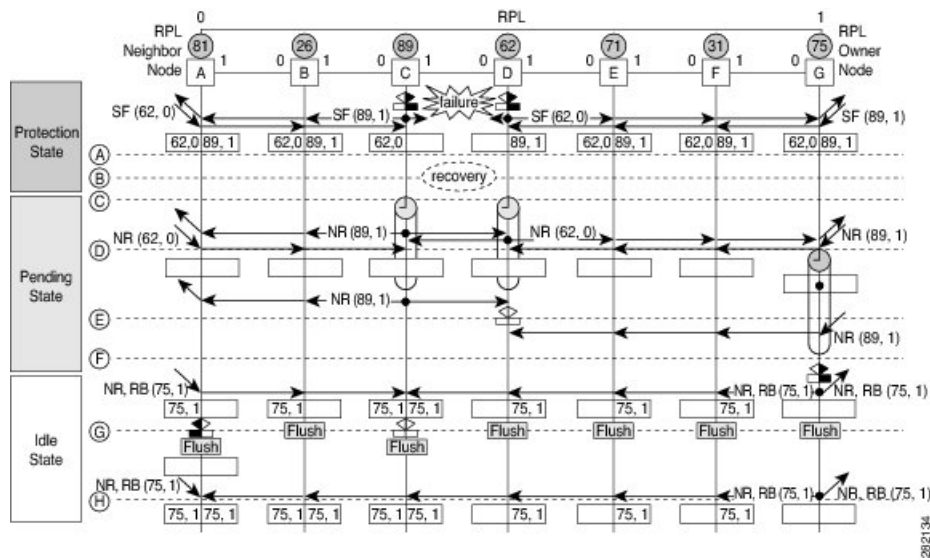 0 RPL 1
RPL Neighbor Node
RPL Owner Node
81 26 89 62 71 31 75
1 0 1 0 1 0 1 0 1 0 1 0
A B C D E F G
Protection State
failure
SF (62, 0) SF (89, 1) SF (62, 0) SF (89, 1)
62,0 89, 1 62,0 89, 1 62,0 89, 1 62,0 89, 1 62,0 89, 1 62,0 89, 1
A
B recovery
C
Pending State
NR (62, 0) NR (89, 1) NR (62, 0) NR (89, 1)
D
NR (89, 1)
E
NR (89, 1)
F
Idle State
NR, RB (75, 1) NR, RB (75, 1) NR, RB (75, 1)
75, 1 75, 1 75, 1 75, 1 75, 1 75, 1 75, 1
G Flush Flush Flush Flush Flush Flush
Flush
NR, RB (75, 1) NR, RB (75, 1) NR, RB (75, 1)
H
75, 1 75, 1 75, 1 75, 1 75, 1 75, 1 75, 1 75, 1 75, 1
282134